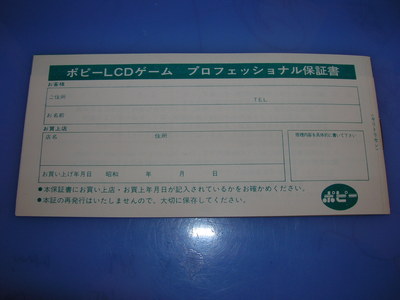 ポピーLCDゲーム　プロフェッショナル保証書
お客様
ご住所　TEL
お名前
お買上店
店名　住所
お買い上げ年月日　昭和　年　月　日
●本保証書にお買い上げ店・お買上年月日が記入されているかをお確かめください。
●本証の再発行はいたしませんので、大切に保存してください。
ポピー